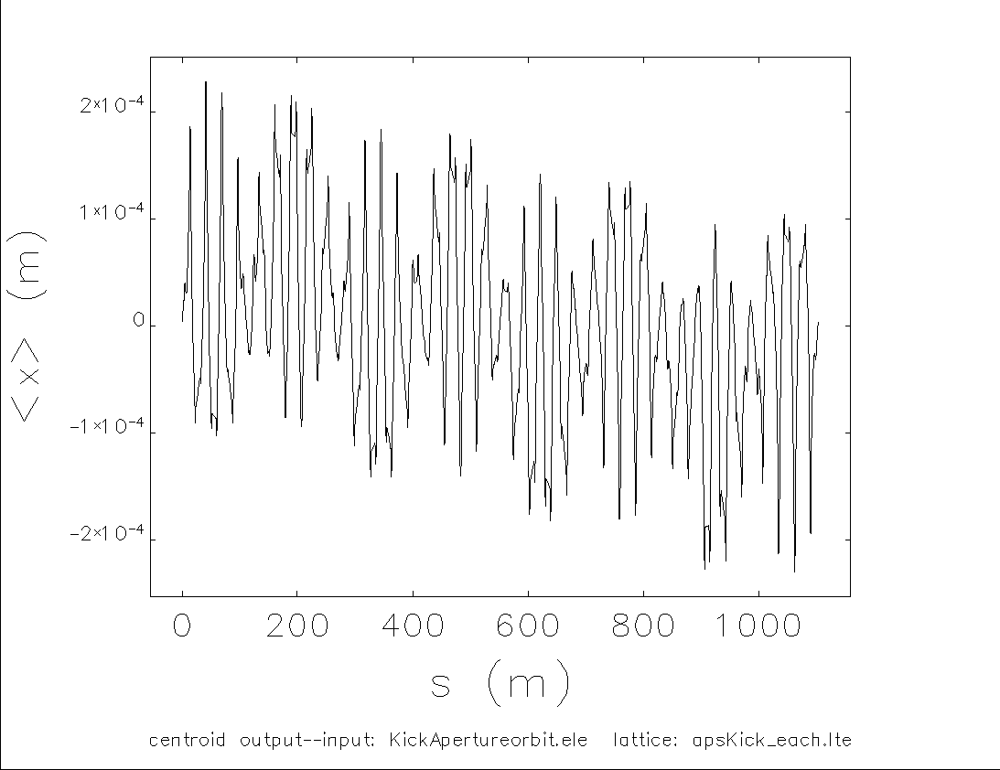 2×10-4
1×10-4
0
-1×10-4
-2×10-4
<x> (m)
0 200 400 600 800 1000
s (m)
centroid output--input: KickApertureorbit.ele lattice: apsKick_each.lte